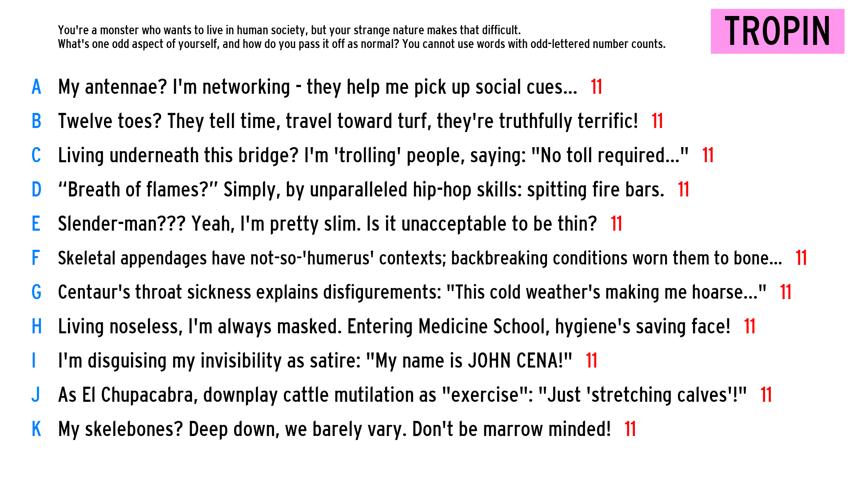 You're a monster who wants to live in human society, but your strange nature makes that difficult.
What's one odd aspect of yourself, and how do you pass it off as normal? You cannot use words with odd-lettered number counts.
TROPIN
A My antennae? I'm networking - they help me pick up social cues... 11
B Twelve toes? They tell time, travel toward turf, they're truthfully terrific! 11
C Living underneath this bridge? I'm 'trolling' people, saying: "No toll required..." 11
D “Breath of flames?” Simply, by unparalleled hip-hop skills: spitting fire bars. 11
E Slender-man??? Yeah, I'm pretty slim. Is it unacceptable to be thin? 11
F Skeletal appendages have not-so-'humerus' contexts; backbreaking conditions worn them to bone... 11
G Centaur's throat sickness explains disfigurements: "This cold weather's making me hoarse..." 11
H Living noseless, I'm always masked. Entering Medicine School, hygiene's saving face! 11
I I'm disguising my invisibility as satire: "My name is JOHN CENA!" 11
J As El Chupacabra, downplay cattle mutilation as "exercise": "Just 'stretching calves'!" 11
K My skelebones? Deep down, we barely vary. Don't be marrow minded! 11